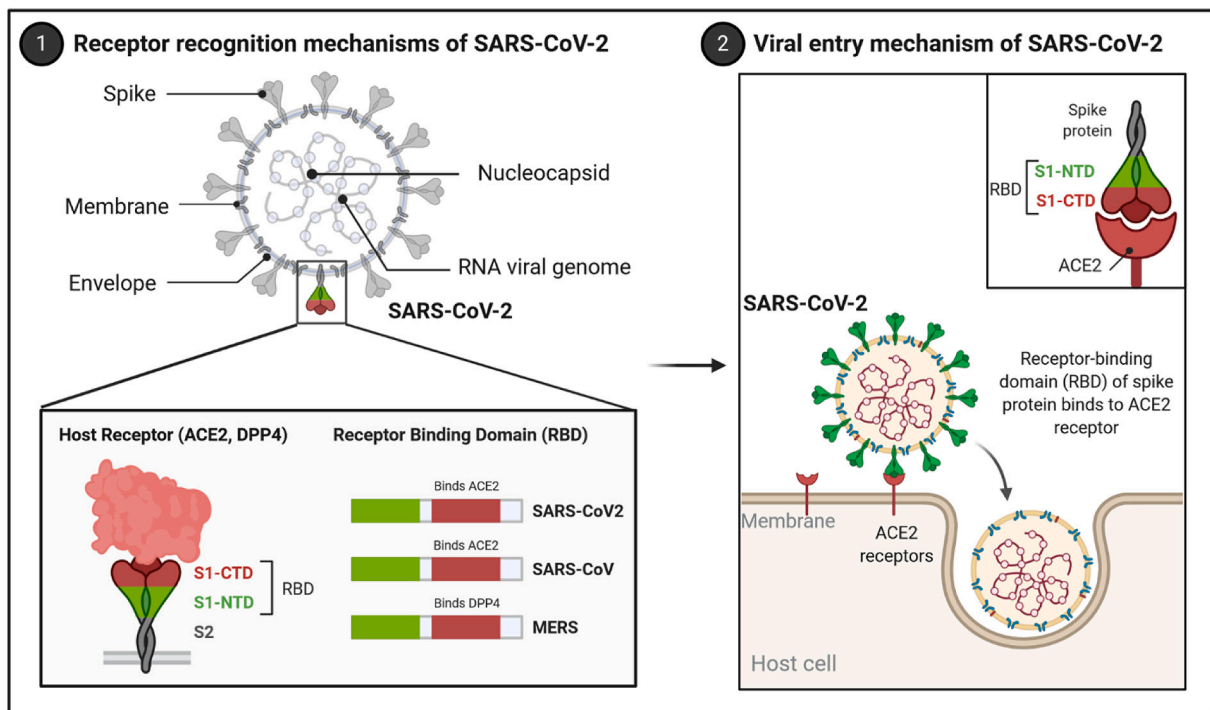 1 Receptor recognition mechanisms of SARS-CoV-2
Spike
Nucleocapsid
Membrane
RNA viral genome
Envelope
SARS-CoV-2
Host Receptor (ACE2, DPP4)
S1-CTD
S1-NTD
RBD
S2
Receptor Binding Domain (RBD)
Binds ACE2
SARS-CoV2
Binds ACE2
SARS-CoV
Binds DPP4
MERS
2 Viral entry mechanism of SARS-CoV-2
Spike
protein
S1-NTD
RBD
S1-CTD
ACE2
SARS-CoV-2
Receptor-binding
domain (RBD) of spike
protein binds to ACE2
receptor
Membrane
ACE2
receptors
Host cell